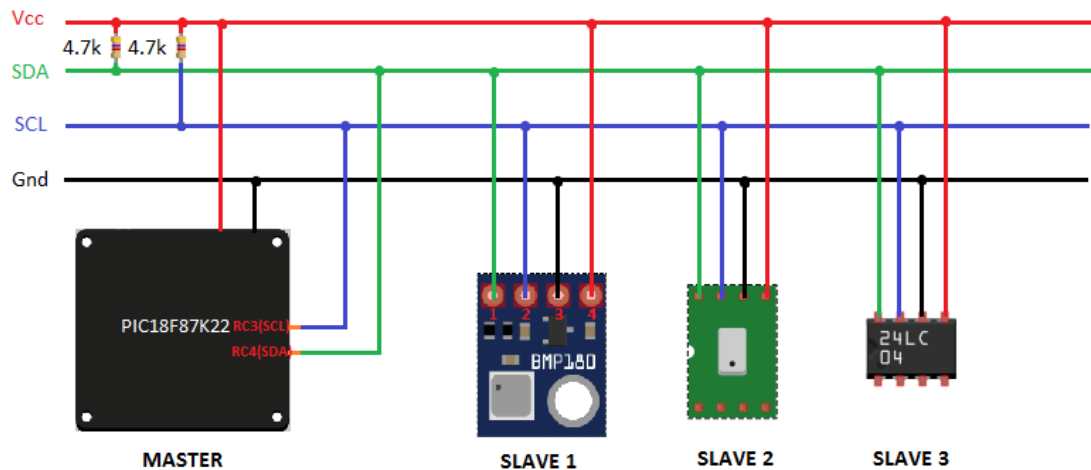 Vcc
4.7k 4.7k
SDA
SCL
Gnd
PIC18F87K22 RC3(SCL)
RC4(SDA)
1 2 3 4
BMP180
24LC
04
MASTER
SLAVE 1
SLAVE 2
SLAVE 3